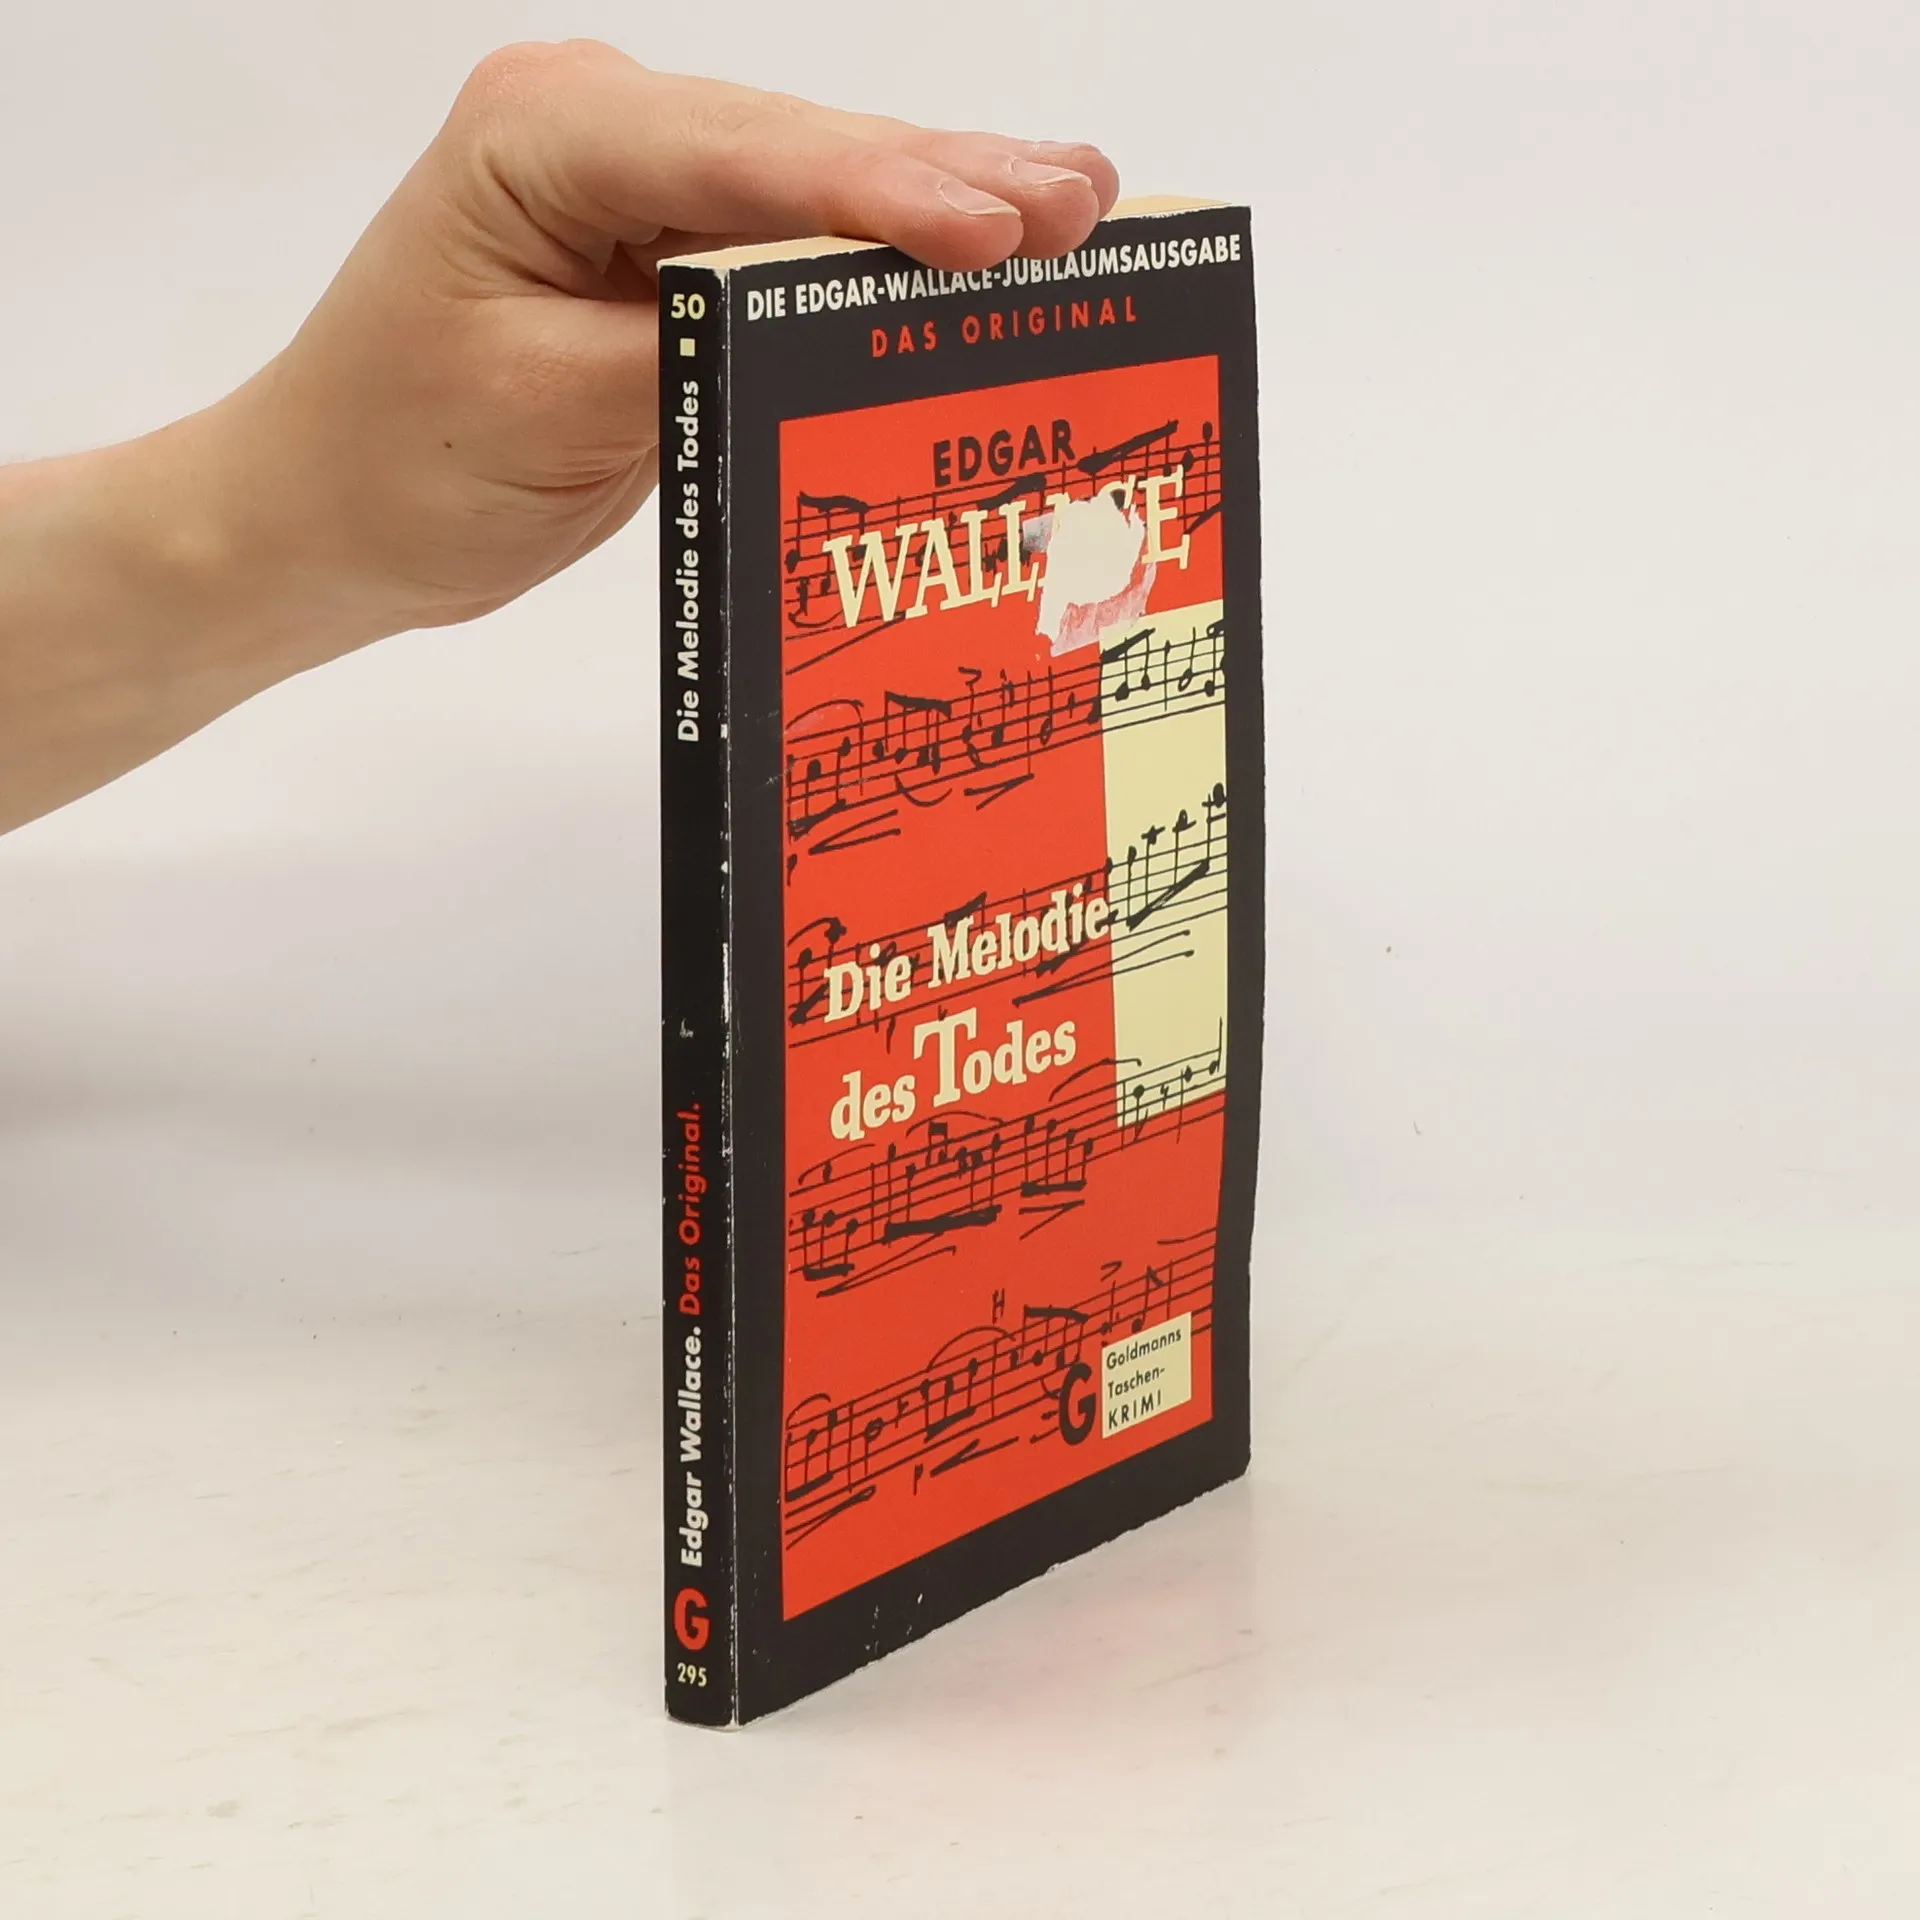 50
Die Melodie des Todes
Edgar Wallace. Das Original.
G
295
DIE EDGAR-WALLACE-JUBILÄUMSAUSGABE
DAS ORIGINAL
EDGAR
WALLACE
Die Melodie
des Todes
G
Goldmanns
Taschen-
KRIMI